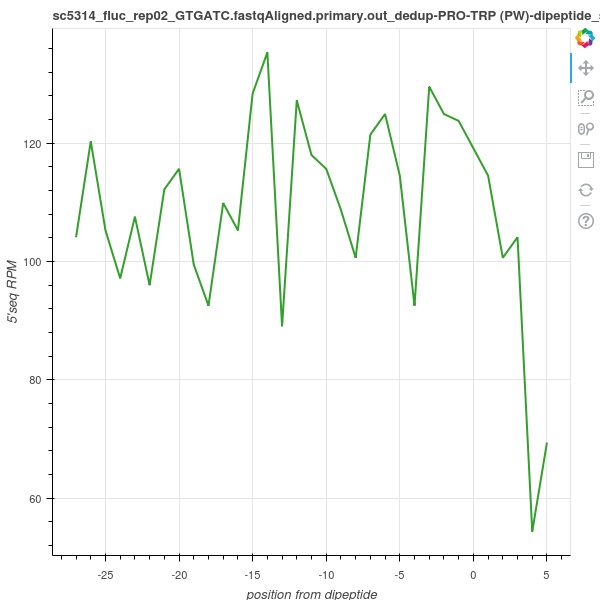 sc5314_fluc_rep02_GTGATC.fastqAligned.primary.out_dedup-PRO-TRP (PW)-dipeptide_
120
100
80
60
5'seq RPM
-25 -20 -15 -10 -5 0 5
position from dipeptide